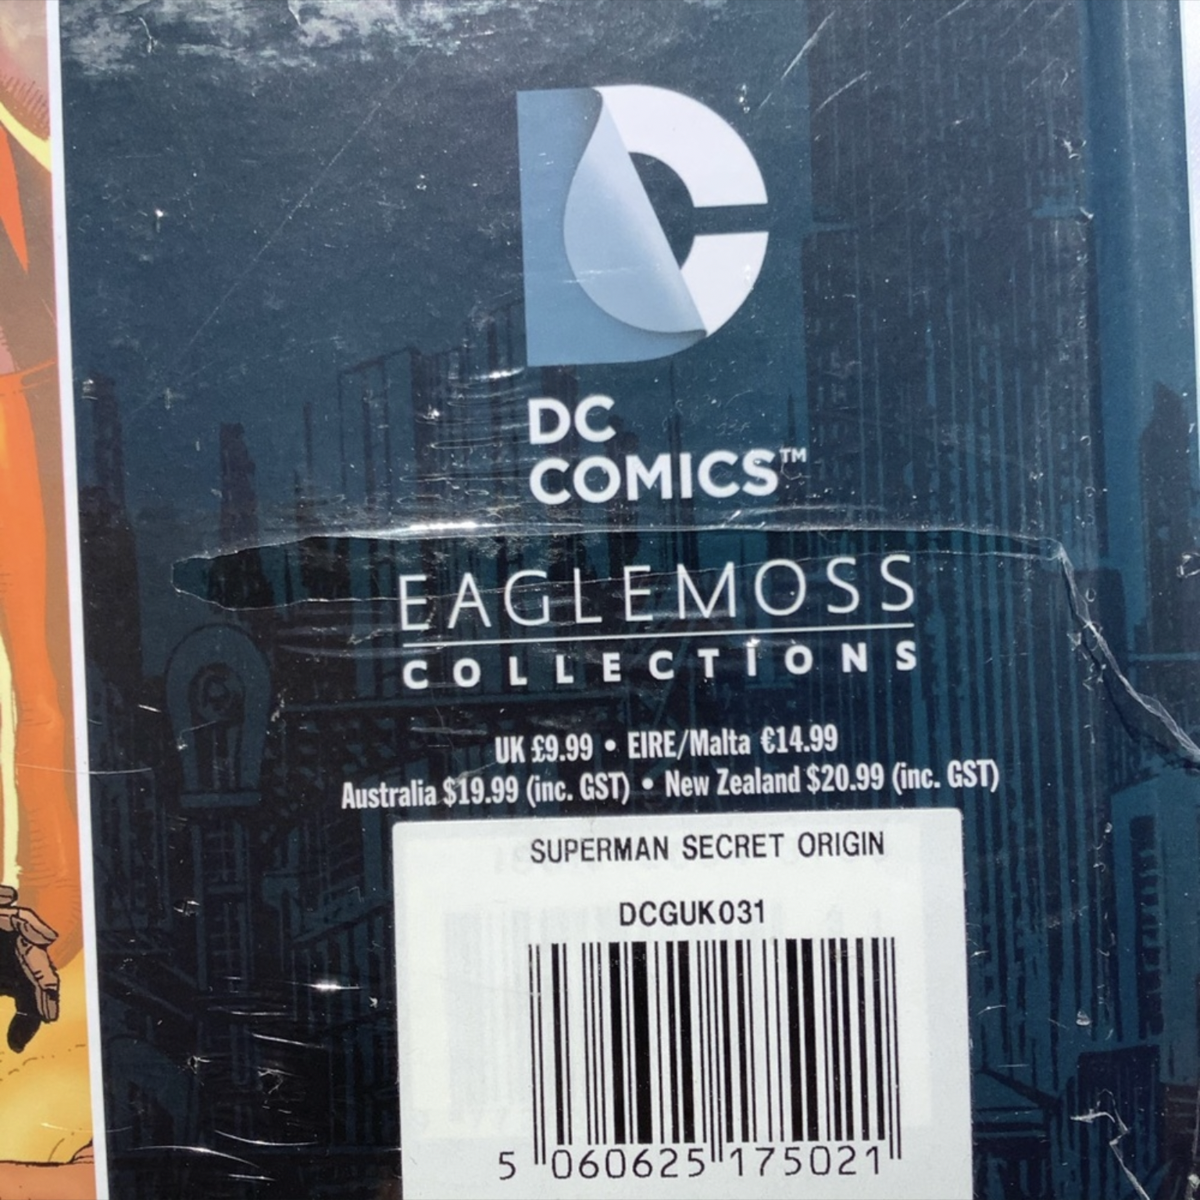 DC
COMICS™
EAGLEMOSS
COLLECTIONS
UK £9.99 • EIRE/Malta €14.99
Australia $19.99 (inc. GST) • New Zealand $20.99 (inc. GST)
SUPERMAN SECRET ORIGIN
DCGUK031
5 060625 175021